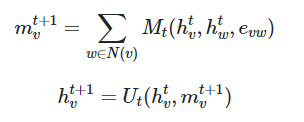 $m_v^{t+1} = \sum_{w \in N(v)} M_t(h_v^t, h_w^t, e_{vw})$
$h_v^{t+1} = U_t(h_v^t, m_v^{t+1})$